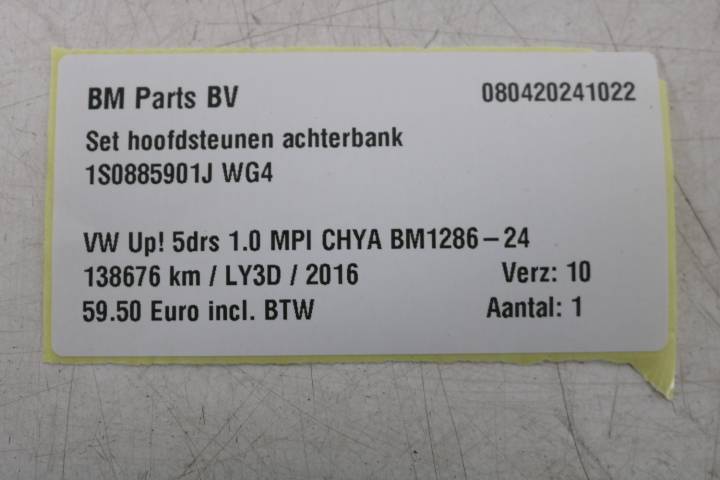 BM Parts BV 080420241022
Set hoofdsteunen achterbank
1S0885901J WG4
VW Up! 5drs 1.0 MPI CHYA BM1286-24
138676 km / LY3D / 2016 Verz: 10
59.50 Euro incl. BTW Aantal: 1